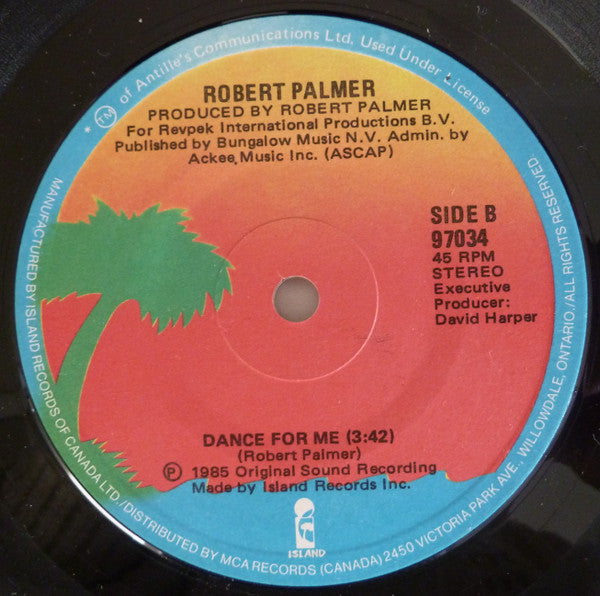 * TM of Antille's Communications Ltd. Used Under License
ROBERT PALMER
PRODUCED BY ROBERT PALMER
For Revpek International Productions B.V.
Published by Bungalow Music N.V. Admin. by
Ackee Music Inc. (ASCAP)
SIDE B
97034
45 RPM
STEREO
Executive
Producer:
David Harper
DANCE FOR ME (3:42)
(Robert Palmer)
Ⓟ 1985 Original Sound Recording
Made by Island Records Inc.
i
ISLAND
MANUFACTURED BY ISLAND RECORDS OF CANADA LTD./DISTRIBUTED BY MCA RECORDS (CANADA) 2450 VICTORIA PARK AVE., WILLOWDALE, ONTARIO/ALL RIGHTS RESERVED